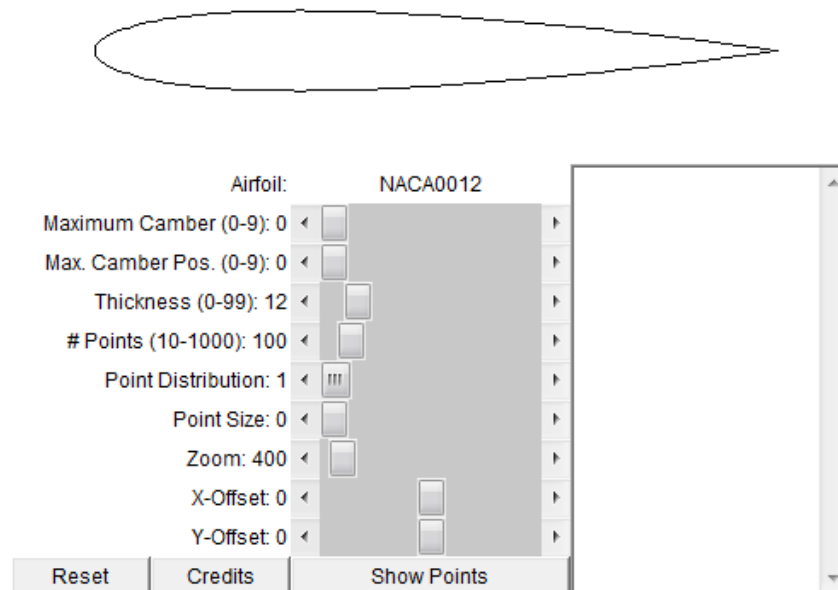 Airfoil: NACA0012
Maximum Camber (0-9): 0
Max. Camber Pos. (0-9): 0
Thickness (0-99): 12
# Points (10-1000): 100
Point Distribution: 1
Point Size: 0
Zoom: 400
X-Offset: 0
Y-Offset: 0
Reset Credits Show Points